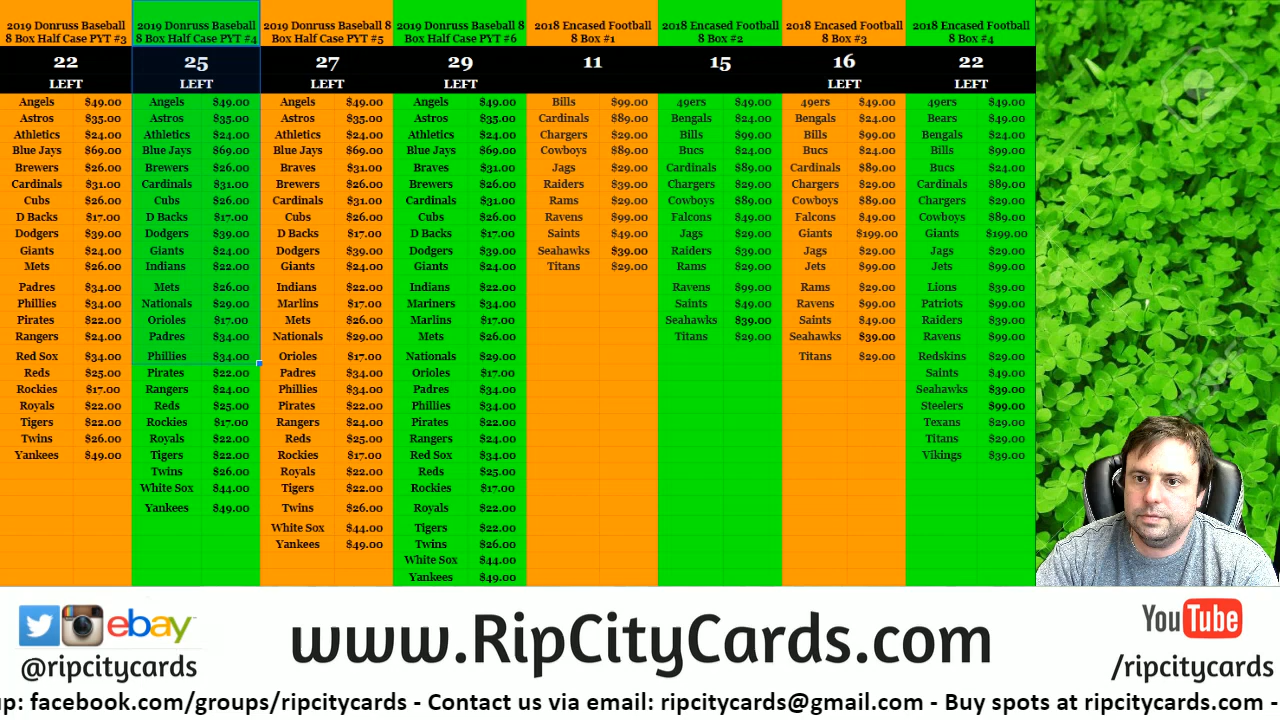 2019 Donruss Baseball
8 Box Half Case PYT #3
22
LEFT
Angels $49.00
Astros $35.00
Athletics $24.00
Blue Jays $69.00
Brewers $26.00
Cardinals $31.00
Cubs $26.00
D Backs $17.00
Dodgers $39.00
Giants $24.00
Mets $26.00
Padres $34.00
Phillies $34.00
Pirates $22.00
Rangers $24.00
Red Sox $34.00
Reds $25.00
Rockies $17.00
Royals $22.00
Tigers $22.00
Twins $26.00
Yankees $49.00
2019 Donruss Baseball
8 Box Half Case PYT #4
25
LEFT
Angels $49.00
Astros $35.00
Athletics $24.00
Blue Jays $69.00
Brewers $26.00
Cardinals $31.00
Cubs $26.00
D Backs $17.00
Dodgers $39.00
Giants $24.00
Indians $22.00
Mets $26.00
Nationals $29.00
Orioles $17.00
Padres $34.00
Phillies $34.00
Pirates $22.00
Rangers $24.00
Reds $25.00
Rockies $17.00
Royals $22.00
Tigers $22.00
Twins $26.00
White Sox $44.00
Yankees $49.00
2019 Donruss Baseball 8
Box Half Case PYT #5
27
LEFT
Angels $49.00
Astros $35.00
Athletics $24.00
Blue Jays $69.00
Braves $31.00
Brewers $26.00
Cardinals $31.00
Cubs $26.00
D Backs $17.00
Dodgers $39.00
Giants $24.00
Indians $22.00
Marlins $17.00
Mets $26.00
Nationals $29.00
Orioles $17.00
Padres $34.00
Phillies $34.00
Pirates $22.00
Rangers $24.00
Reds $25.00
Rockies $17.00
Royals $22.00
Tigers $22.00
Twins $26.00
White Sox $44.00
Yankees $49.00
2019 Donruss Baseball 8
Box Half Case PYT #6
29
LEFT
Angels $49.00
Astros $35.00
Athletics $24.00
Blue Jays $69.00
Braves $31.00
Brewers $26.00
Cardinals $31.00
Cubs $26.00
D Backs $17.00
Dodgers $39.00
Giants $24.00
Indians $22.00
Mariners $34.00
Marlins $17.00
Mets $26.00
Nationals $29.00
Orioles $17.00
Padres $34.00
Phillies $34.00
Pirates $22.00
Rangers $24.00
Red Sox $34.00
Reds $25.00
Rockies $17.00
Royals $22.00
Tigers $22.00
Twins $26.00
White Sox $44.00
Yankees $49.00
2018 Encased Football
8 Box #1
11
Bills $99.00
Cardinals $89.00
Chargers $29.00
Cowboys $89.00
Jags $29.00
Raiders $39.00
Rams $29.00
Ravens $99.00
Saints $49.00
Seahawks $39.00
Titans $29.00
2018 Encased Football
8 Box #2
15
49ers $49.00
Bengals $24.00
Bills $99.00
Bucs $24.00
Cardinals $89.00
Chargers $29.00
Cowboys $89.00
Falcons $49.00
Jags $29.00
Raiders $39.00
Rams $29.00
Ravens $99.00
Saints $49.00
Seahawks $39.00
Titans $29.00
2018 Encased Football
8 Box #3
16
LEFT
49ers $49.00
Bengals $24.00
Bills $99.00
Bucs $24.00
Cardinals $89.00
Chargers $29.00
Cowboys $89.00
Falcons $49.00
Giants $199.00
Jags $29.00
Jets $99.00
Rams $29.00
Ravens $99.00
Saints $49.00
Seahawks $39.00
Titans $29.00
2018 Encased Football
8 Box #4
22
LEFT
49ers $49.00
Bears $49.00
Bengals $24.00
Bills $99.00
Bucs $24.00
Cardinals $89.00
Chargers $29.00
Cowboys $89.00
Giants $199.00
Jags $29.00
Jets $99.00
Lions $39.00
Patriots $99.00
Raiders $39.00
Ravens $99.00
Redskins $29.00
Saints $49.00
Seahawks $39.00
Steelers $99.00
Texans $29.00
Titans $29.00
Vikings $39.00
ebay
@ripcitycards
www.RipCityCards.com
YouTube
/ripcitycards
up: facebook.com/groups/ripcitycards - Contact us via email: ripcitycards@gmail.com - Buy spots at ripcitycards.com -